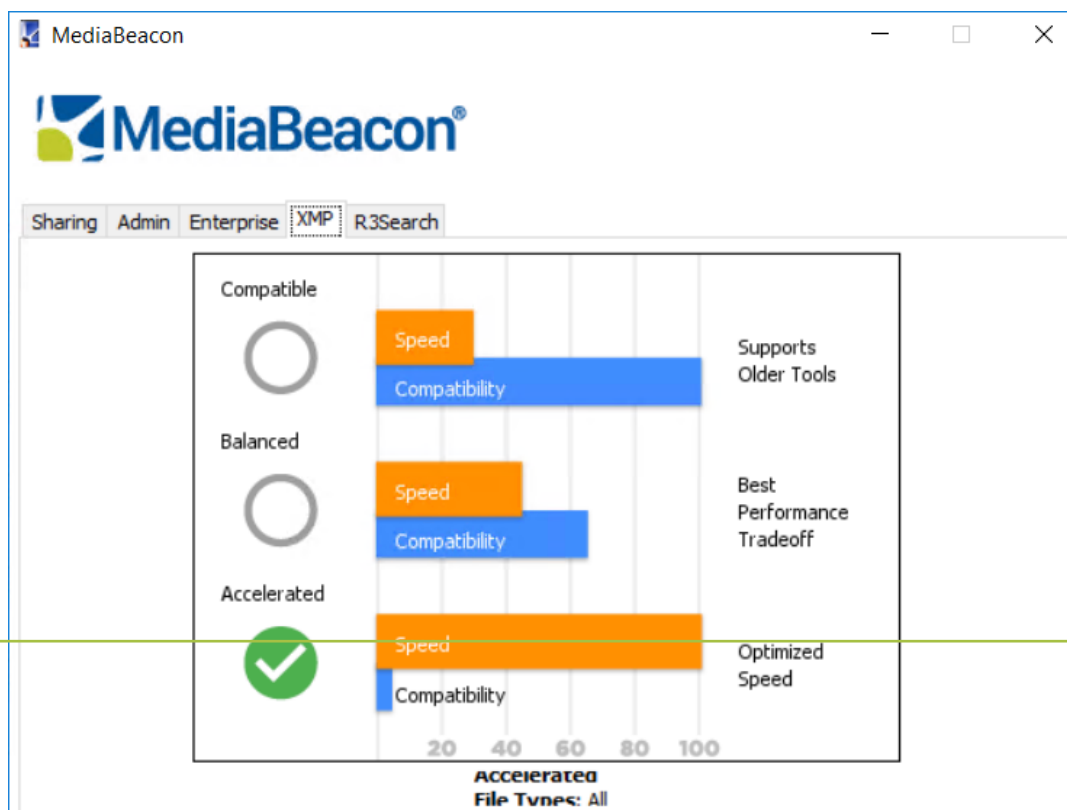 MediaBeacon
MediaBeacon®
Sharing Admin Enterprise XMP R3Search
Compatible
Speed
Compatibility
Supports
Older Tools
Balanced
Speed
Compatibility
Best
Performance
Tradeoff
Accelerated
Speed
Compatibility
Optimized
Speed
20 40 60 80 100
Accelerated
File Types: All